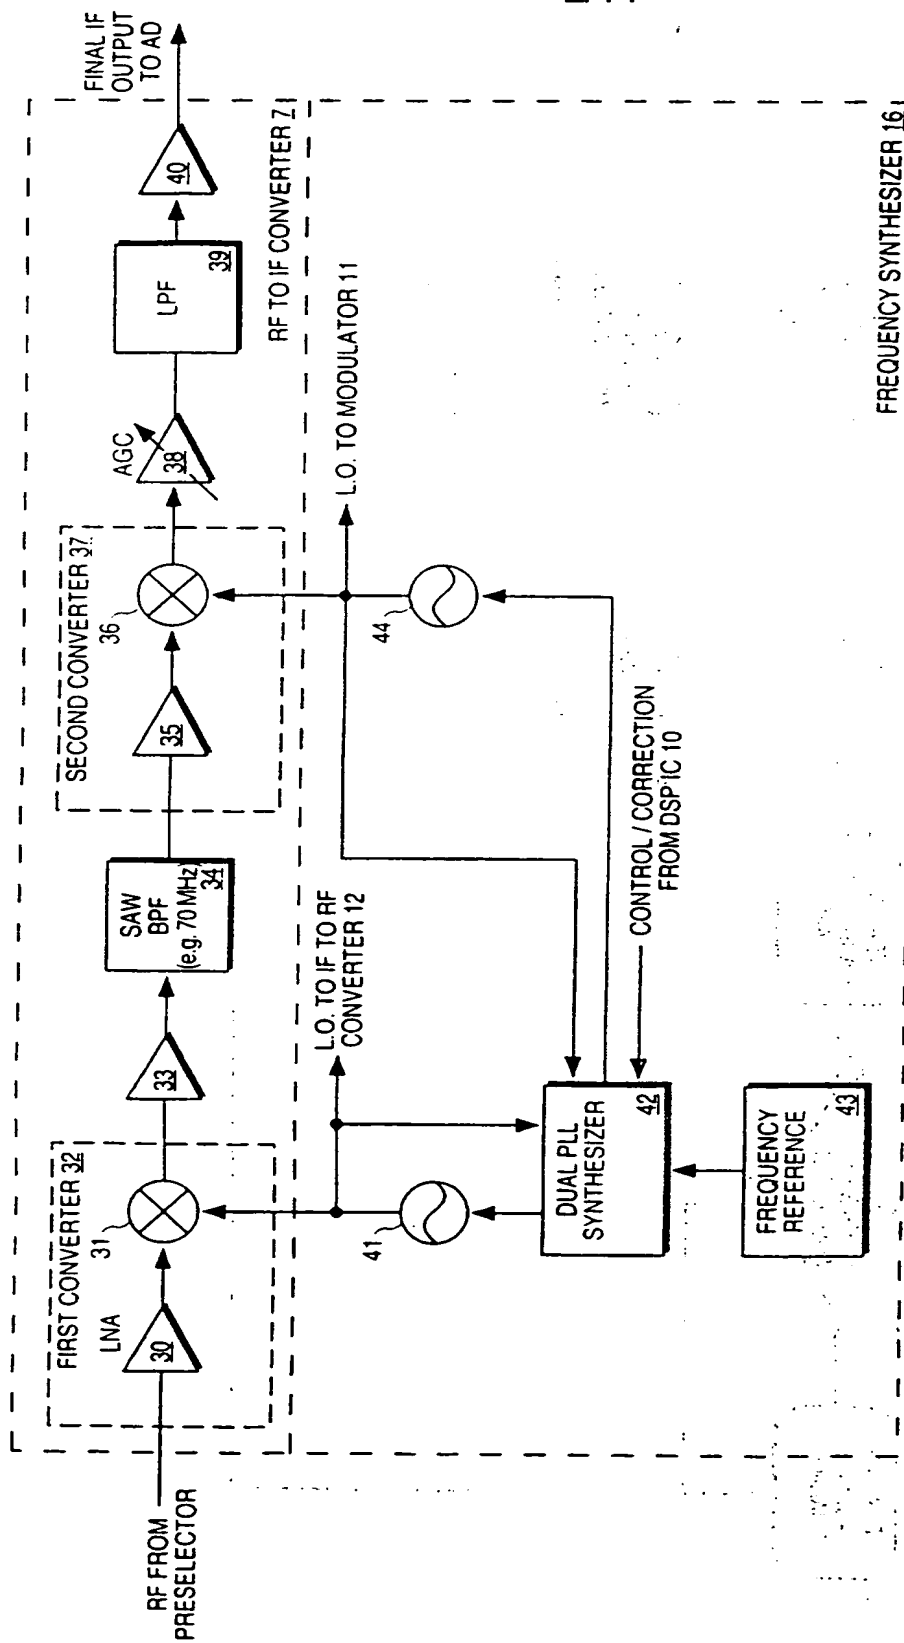 RF FROM
PRESELECTOR
FIRST CONVERTER 32
LNA
30
31
33
SAW
BPF
(e.g. 70 MHz)
34
SECOND CONVERTER 37
35
36
AGC
38
LPF
39
40
FINAL IF
OUTPUT
TO AD
RF TO IF CONVERTER 7
L.O. TO IF TO RF
CONVERTER 12
L.O. TO MODULATOR 11
41
44
DUAL PLL
SYNTHESIZER
42
CONTROL / CORRECTION
FROM DSP IC 10
FREQUENCY
REFERENCE
43
FREQUENCY SYNTHESIZER 16